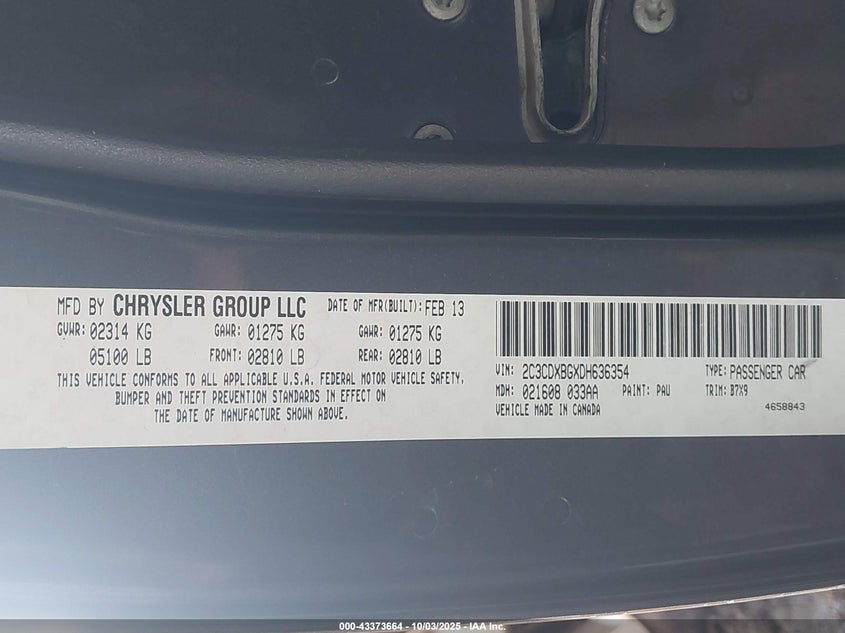 MFD BY CHRYSLER GROUP LLC DATE OF MFR(BUILT): FEB 13
GVWR: 02314 KG GAWR: 01275 KG GAWR: 01275 KG
05100 LB FRONT: 02810 LB REAR: 02810 LB
THIS VEHICLE CONFORMS TO ALL APPLICABLE U.S.A. FEDERAL MOTOR VEHICLE SAFETY,
BUMPER AND THEFT PREVENTION STANDARDS IN EFFECT ON
THE DATE OF MANUFACTURE SHOWN ABOVE.
VIN: 2C3CDXBGXDH636354 TYPE: PASSENGER CAR
MDH: 021608 033AA PAINT: PAU TRIM: B7X9
VEHICLE MADE IN CANADA 4658843
000-43373664 - 10/03/2025 - IAA Inc.